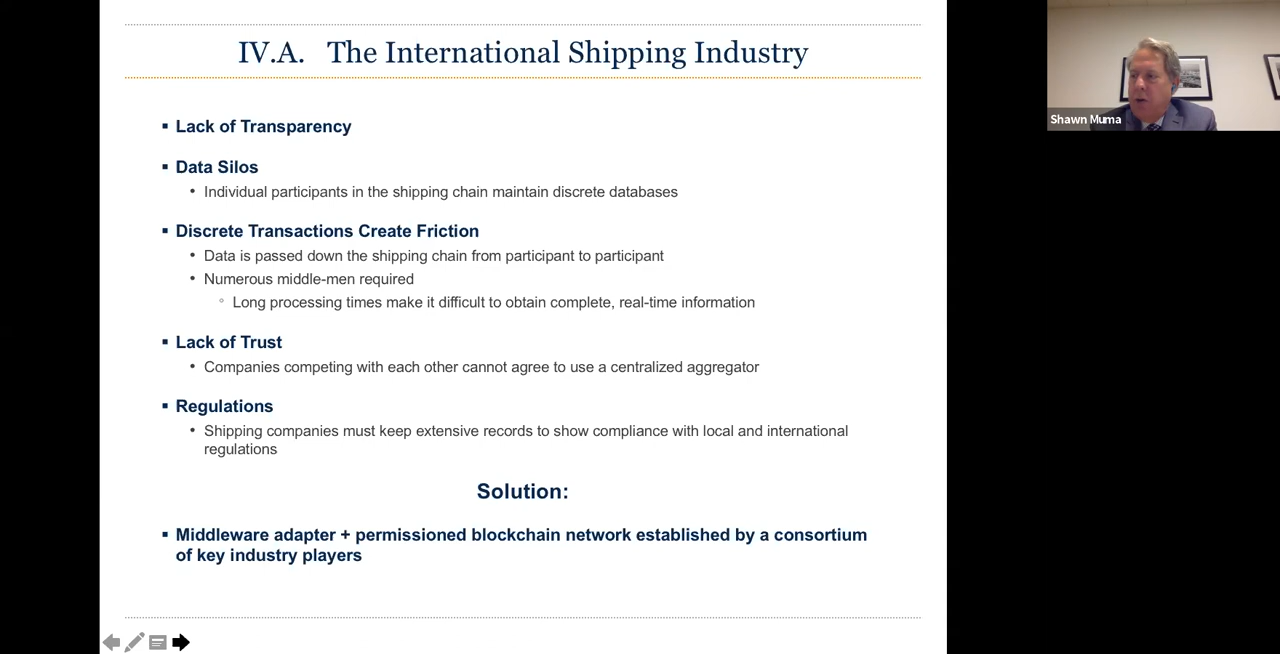 IV.A. The International Shipping Industry
▪ Lack of Transparency
▪ Data Silos
• Individual participants in the shipping chain maintain discrete databases
▪ Discrete Transactions Create Friction
• Data is passed down the shipping chain from participant to participant
• Numerous middle-men required
° Long processing times make it difficult to obtain complete, real-time information
▪ Lack of Trust
• Companies competing with each other cannot agree to use a centralized aggregator
▪ Regulations
• Shipping companies must keep extensive records to show compliance with local and international
regulations
Solution:
▪ Middleware adapter + permissioned blockchain network established by a consortium
of key industry players
Shawn Muma